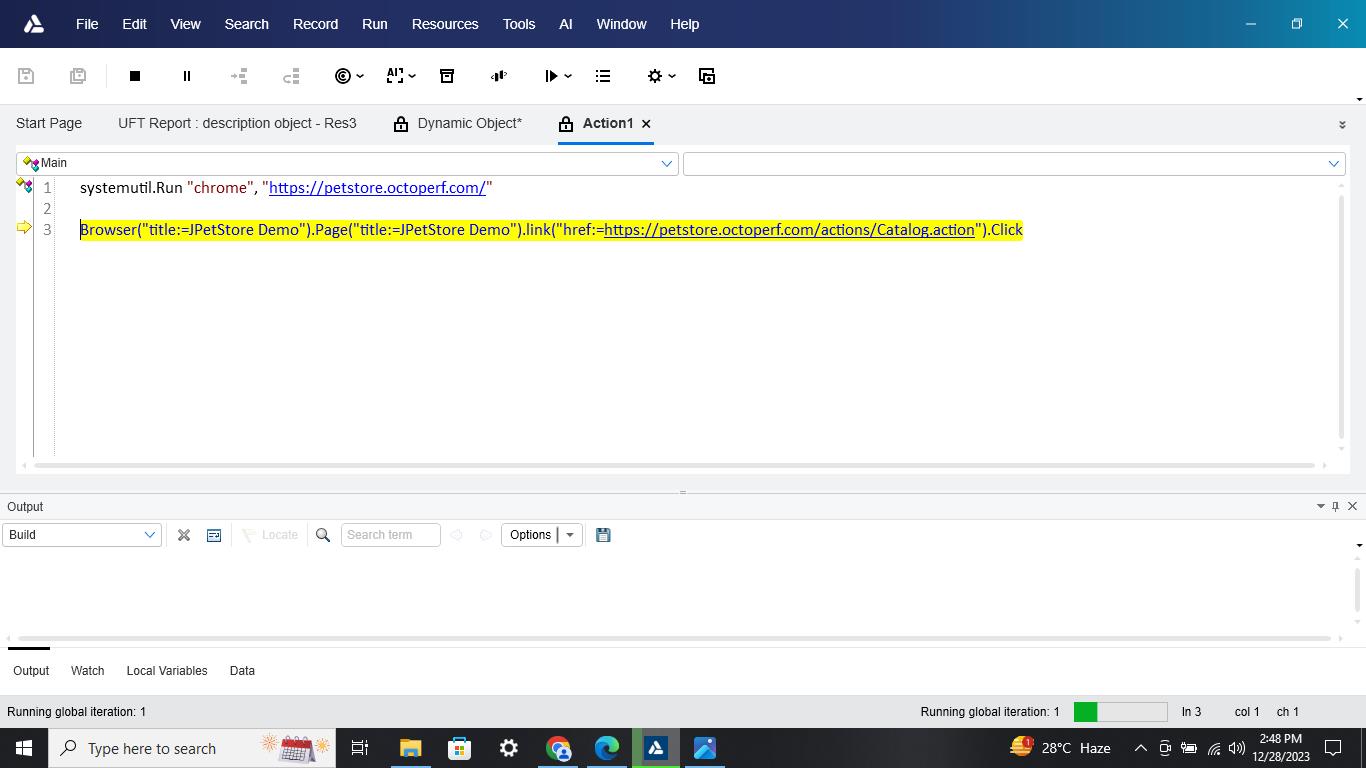 File Edit View Search Record Run Resources Tools AI Window Help
Start Page UFT Report : description object - Res3 Dynamic Object* Action1
Main
1 systemutil.Run "chrome", "https://petstore.octoperf.com/"
2
3 Browser("title:=JPetStore Demo").Page("title:=JPetStore Demo").link("href:=https://petstore.octoperf.com/actions/Catalog.action").Click
Output
Build Locate Search term Options
Output Watch Local Variables Data
Running global iteration: 1 Running global iteration: 1 ln 3 col 1 ch 1
Type here to search 1 28°C Haze 2:48 PM
12/28/2023